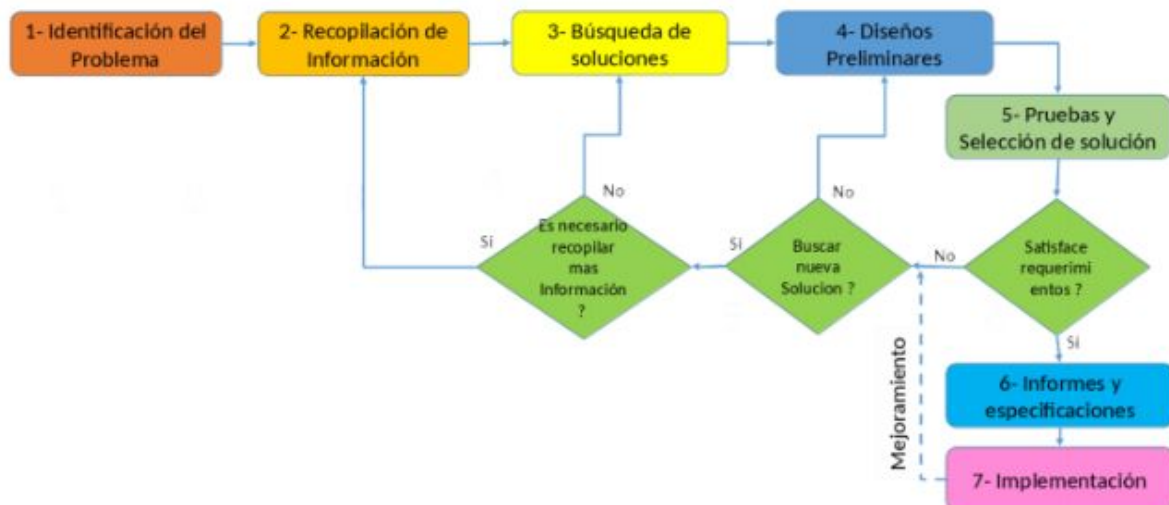 1- Identificación del
Problema
2- Recopilación de
Información
3- Búsqueda de
soluciones
4- Diseños
Preliminares
5- Pruebas y
Selección de solución
No
No
Si
Es necesario
recopilar
mas
Información
?
Si
Buscar
nueva
Solucion ?
No
Satisface
requerimi
entos ?
Si
Mejoramiento
6- Informes y
especificaciones
7- Implementación